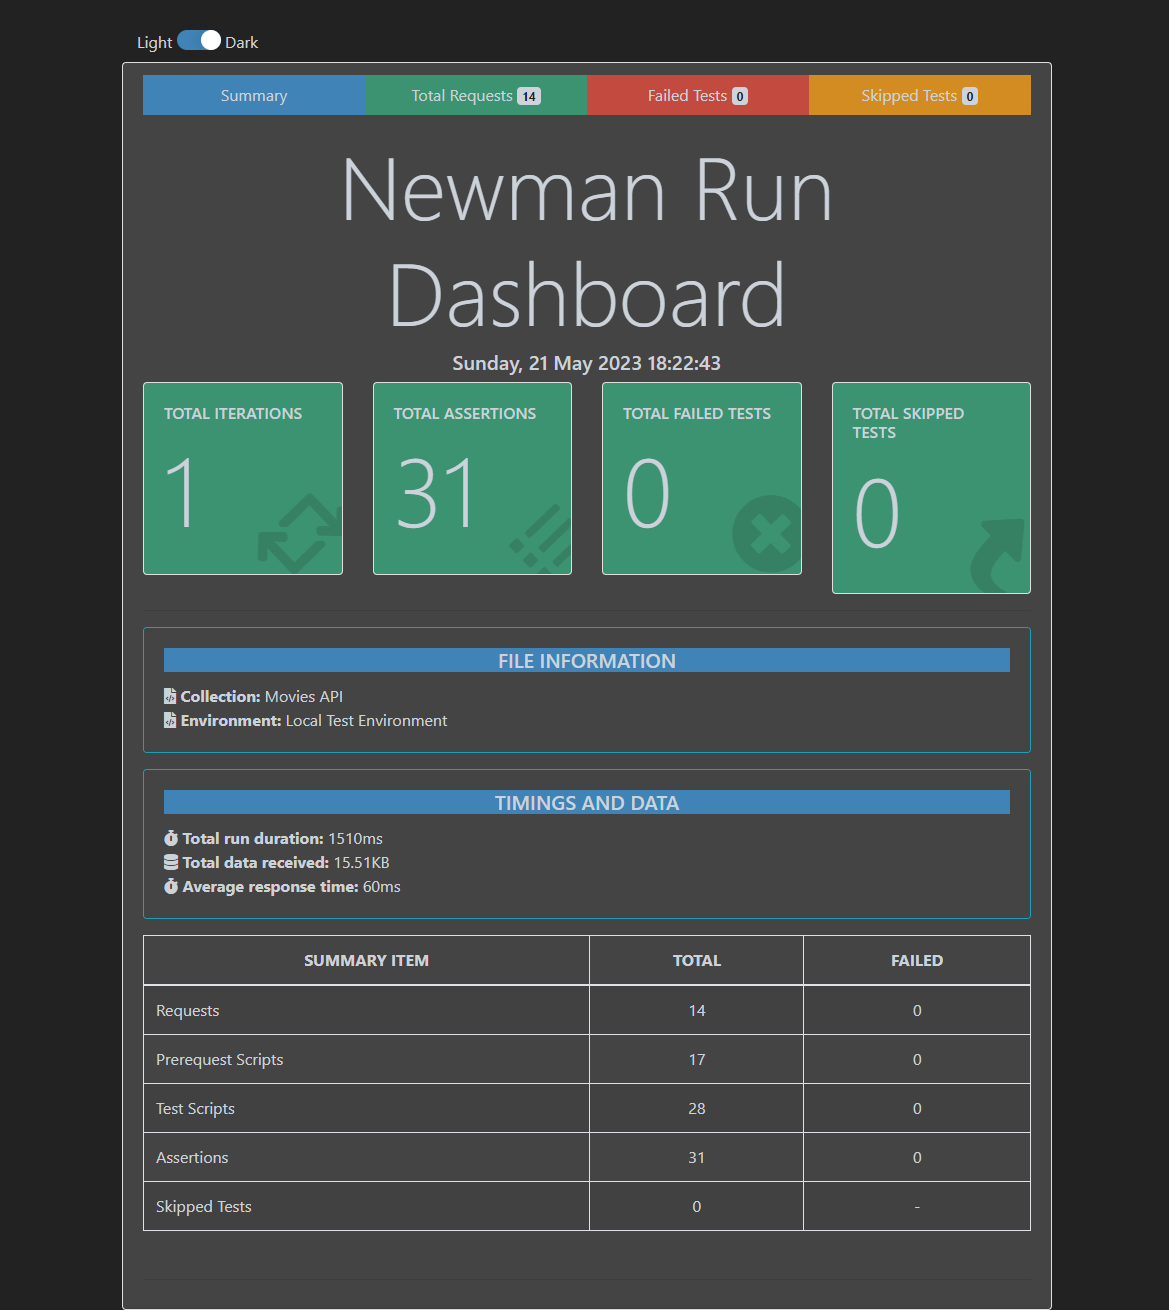 Light Dark
Summary Total Requests 14 Failed Tests 0 Skipped Tests 0
Newman Run
Dashboard
Sunday, 21 May 2023 18:22:43
TOTAL ITERATIONS
1
TOTAL ASSERTIONS
31
TOTAL FAILED TESTS
0
TOTAL SKIPPED
TESTS
0
FILE INFORMATION
Collection: Movies API
Environment: Local Test Environment
TIMINGS AND DATA
Total run duration: 1510ms
Total data received: 15.51KB
Average response time: 60ms
SUMMARY ITEM TOTAL FAILED
Requests 14 0
Prerequest Scripts 17 0
Test Scripts 28 0
Assertions 31 0
Skipped Tests 0 -